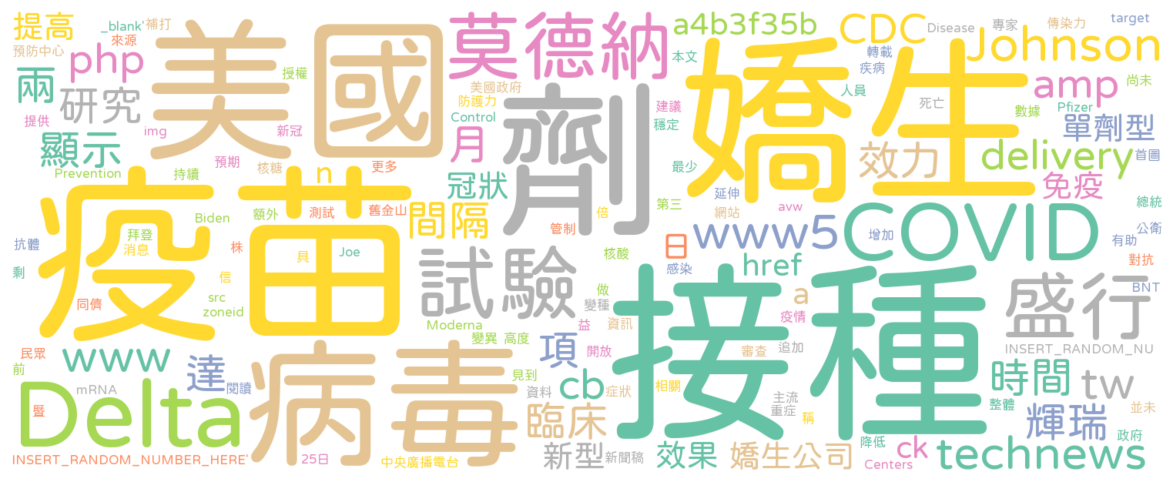 提高
_blank'
補打
預防中心
來源
php
兩
研究
授權
美國
提供
img
新冠
顯示
預期
核糖
更多
Prevention
持續
莫德納
美國政府
防護力
Control
月
冠狀
劑
a4b3f35b
本文
建議
穩定
最少
CDC
轉載
疾病
人員
Disease
專家
傳染力
target
Johnson
amp
尚未
死亡
數據
Pfizer
單劑型
首圖
嬌生
效力
delivery
免疫
延伸
第三
網站
avw
總統
公衛
有助
對抗
BNT
疫苗
n
Biden
額外
測試
舊金山
間隔
倍
管制
拜登
消息
株
具
Joe
抗體
剩
信
同儕
src
zoneid
試驗
核酸
日
感染
www5
增加
COVID
href
做
變種
a
疫情
盛行
INSERT_RANDOM_NU
接種
Moderna
變異
高度
益
資訊
開放
審查
追加
民眾
前
www
達
閱讀
項
見到
cb
資料
症狀
相關
主流
重症
稱
時間
整體
tw
並未
mRNA
Delta
暨
病毒
臨床
輝瑞
政府
降低
INSERT_RANDOM_NUMBER_HERE'
25日
中央廣播電台
新型
新聞稿
效果
嬌生公司
ck
Centers
technews